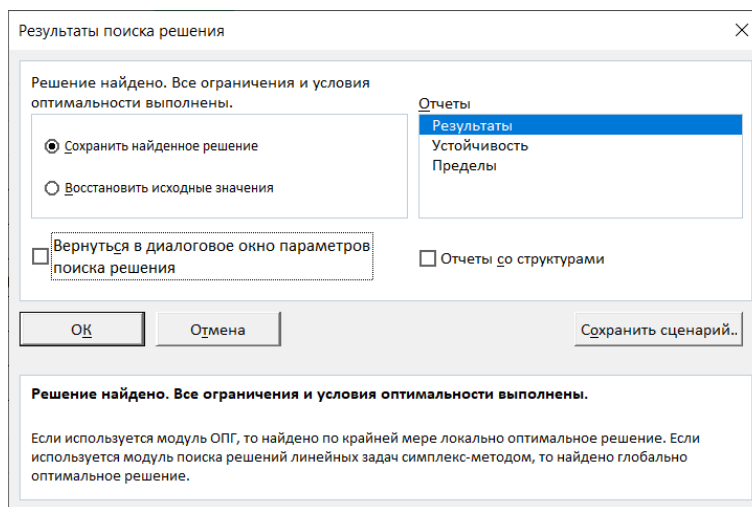 Результаты поиска решения
Решение найдено. Все ограничения и условия
оптимальности выполнены.
Отчеты
Результаты
Устойчивость
Пределы
Сохранить найденное решение
Восстановить исходные значения
Вернуться в диалоговое окно параметров
поиска решения
Отчеты со структурами
ОК
Отмена
Сохранить сценарий..
Решение найдено. Все ограничения и условия оптимальности выполнены.
Если используется модуль ОПГ, то найдено по крайней мере локально оптимальное решение. Если
используется модуль поиска решений линейных задач симплекс-методом, то найдено глобально
оптимальное решение.